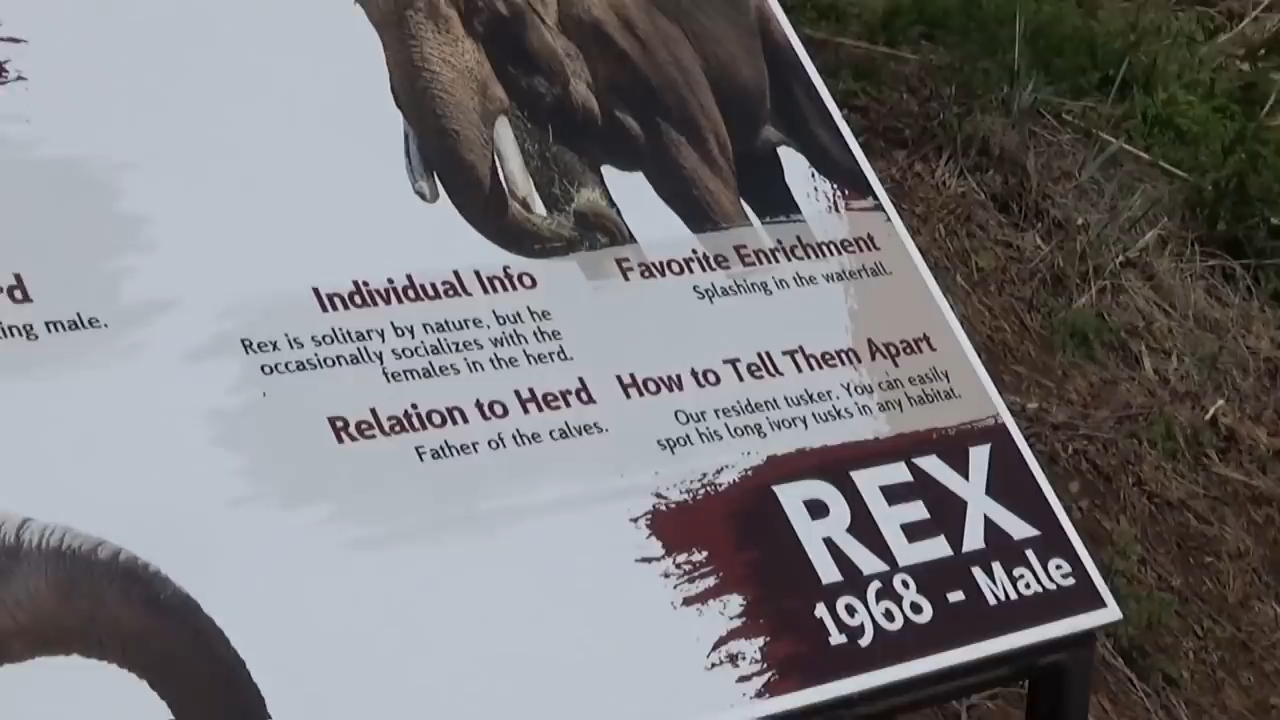 rd
ing male.
Individual Info
Rex is solitary by nature, but he
occasionally socializes with the
females in the herd.
Relation to Herd
Father of the calves.
Favorite Enrichment
Splashing in the waterfall.
How to Tell Them Apart
Our resident tusker. You can easily
spot his long ivory tusks in any habitat.
REX
1968 - Male